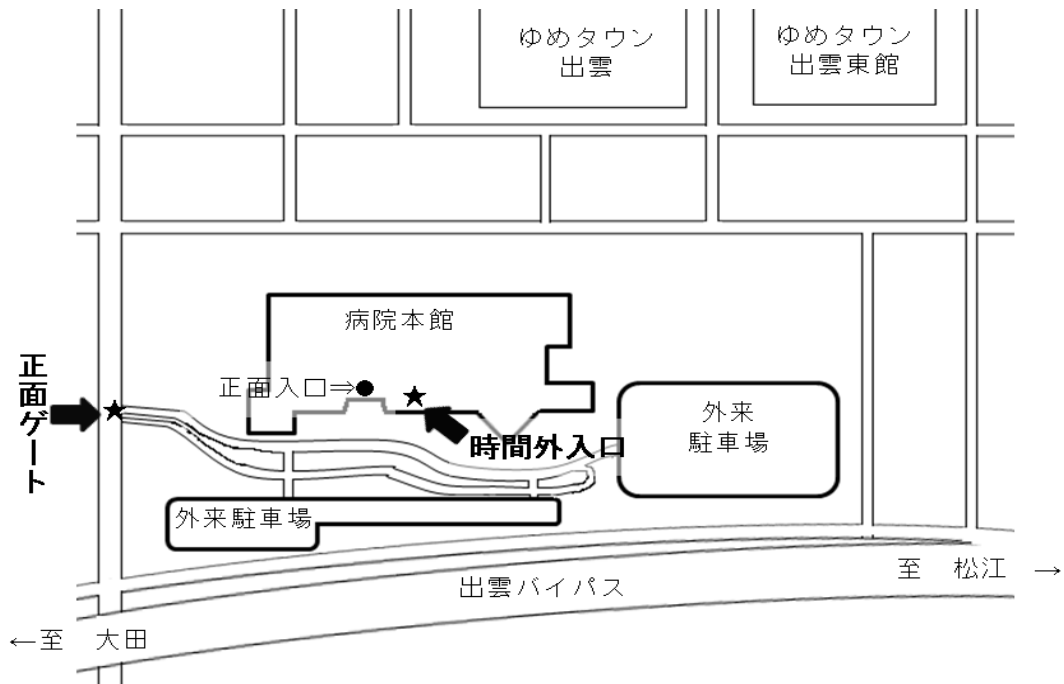 ゆめタウン
出雲
ゆめタウン
出雲東館
病院本館
正面入口⇒●
正面ゲート
時間外入口
外来
駐車場
外来駐車場
出雲バイパス
至 松江 →
←至 大田